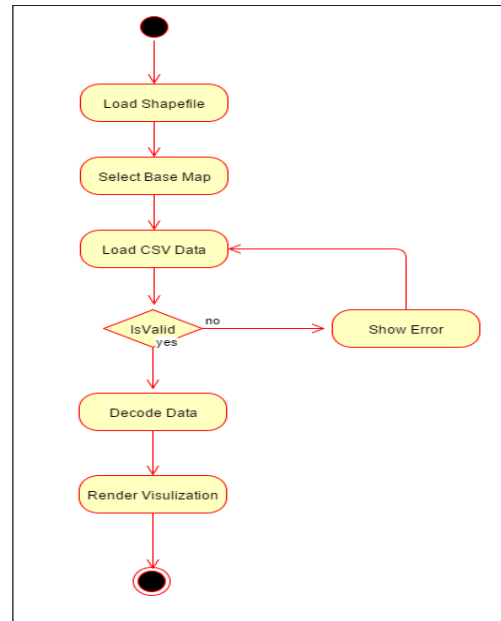 Load Shapefile
Select Base Map
Load CSV Data
IsValid
no
yes
Show Error
Decode Data
Render Visulization